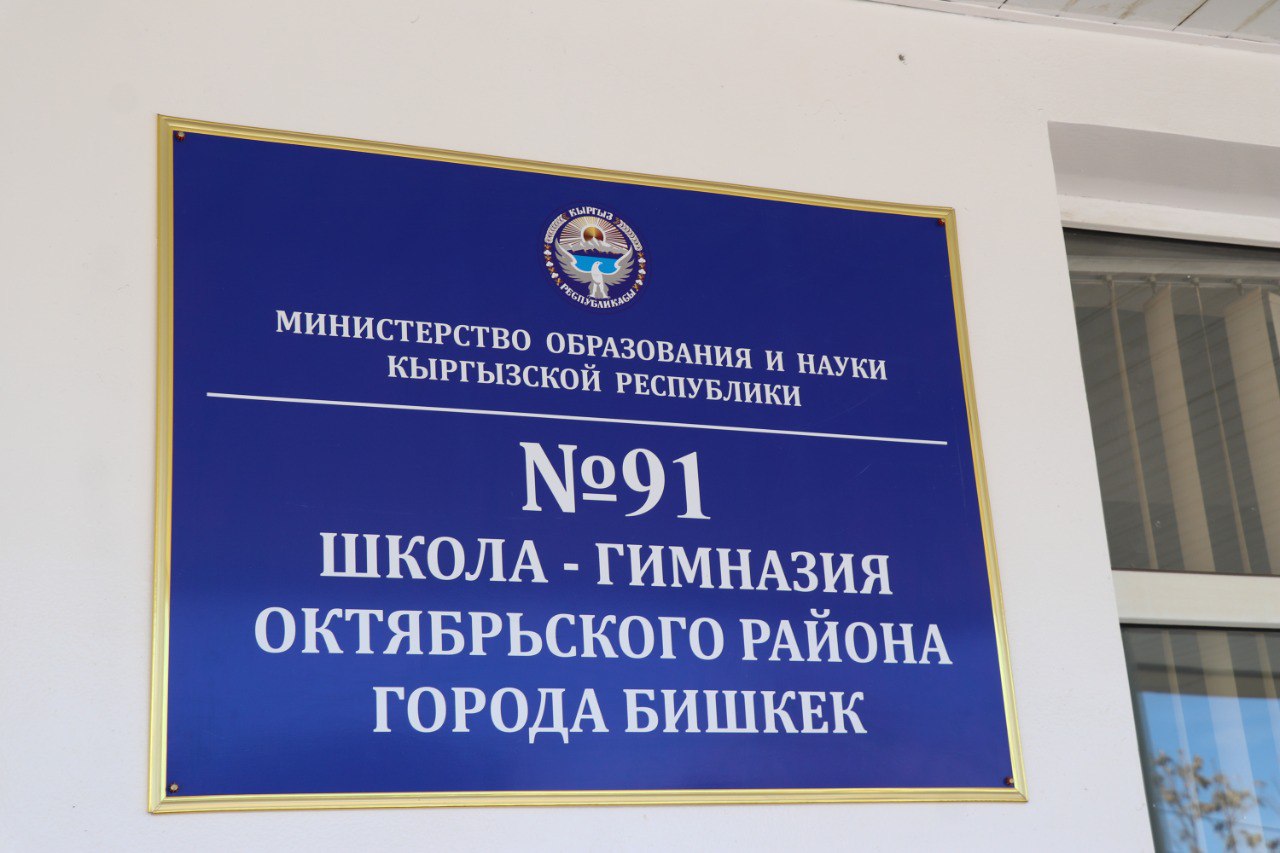 КЫРГЫЗ
РЕСПУБЛИКАСЫ
МИНИСТЕРСТВО ОБРАЗОВАНИЯ И НАУКИ
КЫРГЫЗСКОЙ РЕСПУБЛИКИ
№91
ШКОЛА - ГИМНАЗИЯ
ОКТЯБРЬСКОГО РАЙОНА
ГОРОДА БИШКЕК